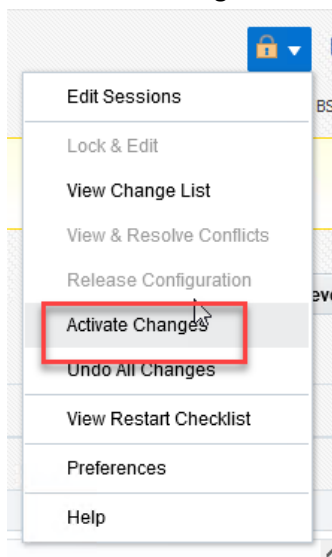 Edit Sessions
BS
Lock & Edit
View Change List
View & Resolve Conflicts
Release Configuration
Activate Changes
Undo All Changes
View Restart Checklist
Preferences
Help